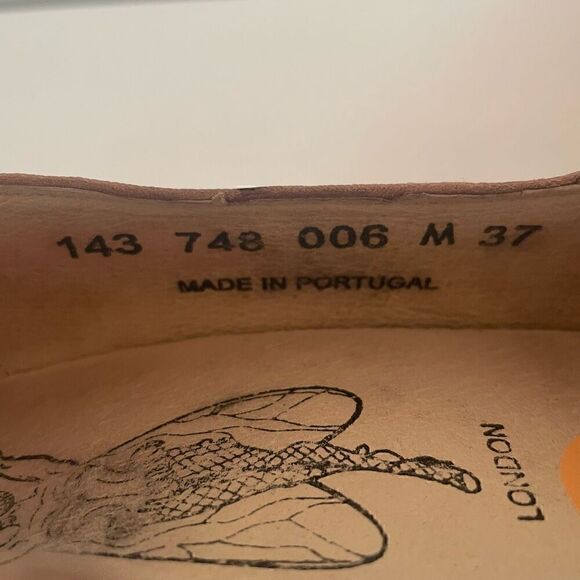 143 748 006 M 37
MADE IN PORTUGAL
LONDON